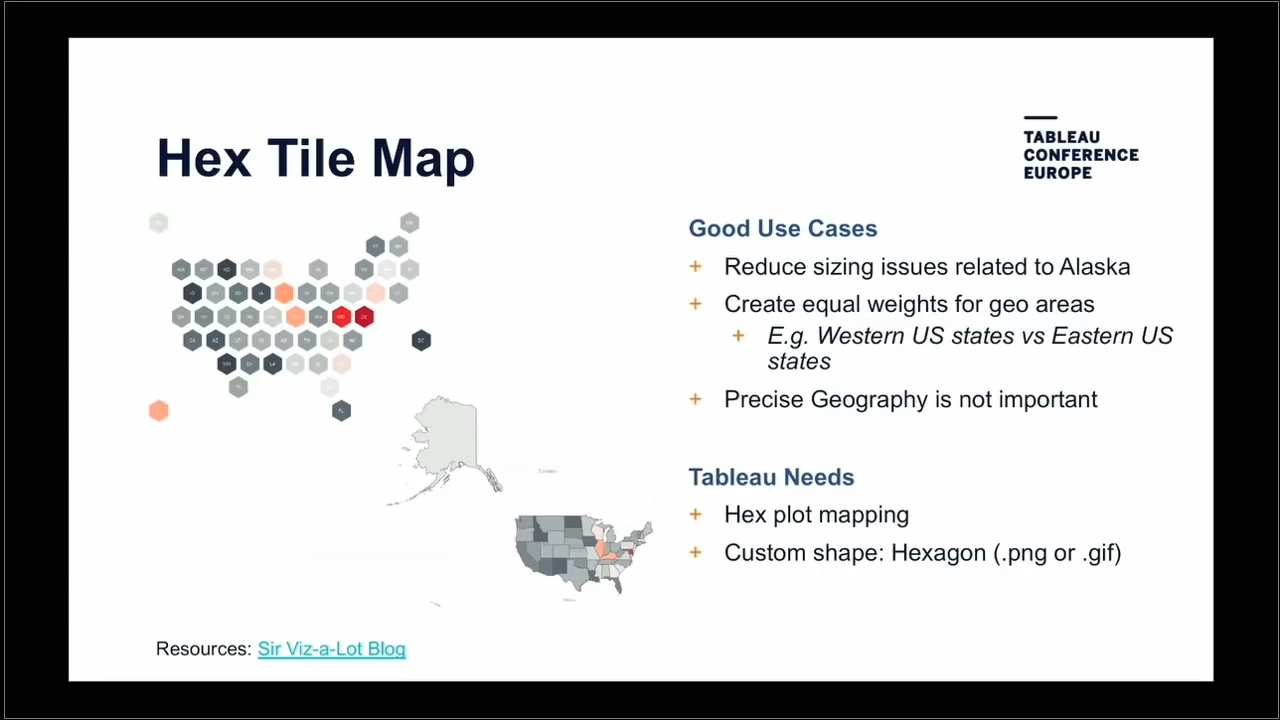 Hex Tile Map
TABLEAU
CONFERENCE
EUROPE
Good Use Cases
+ Reduce sizing issues related to Alaska
+ Create equal weights for geo areas
+ E.g. Western US states vs Eastern US
states
+ Precise Geography is not important
Tableau Needs
+ Hex plot mapping
+ Custom shape: Hexagon (.png or .gif)
Resources: Sir Viz-a-Lot Blog